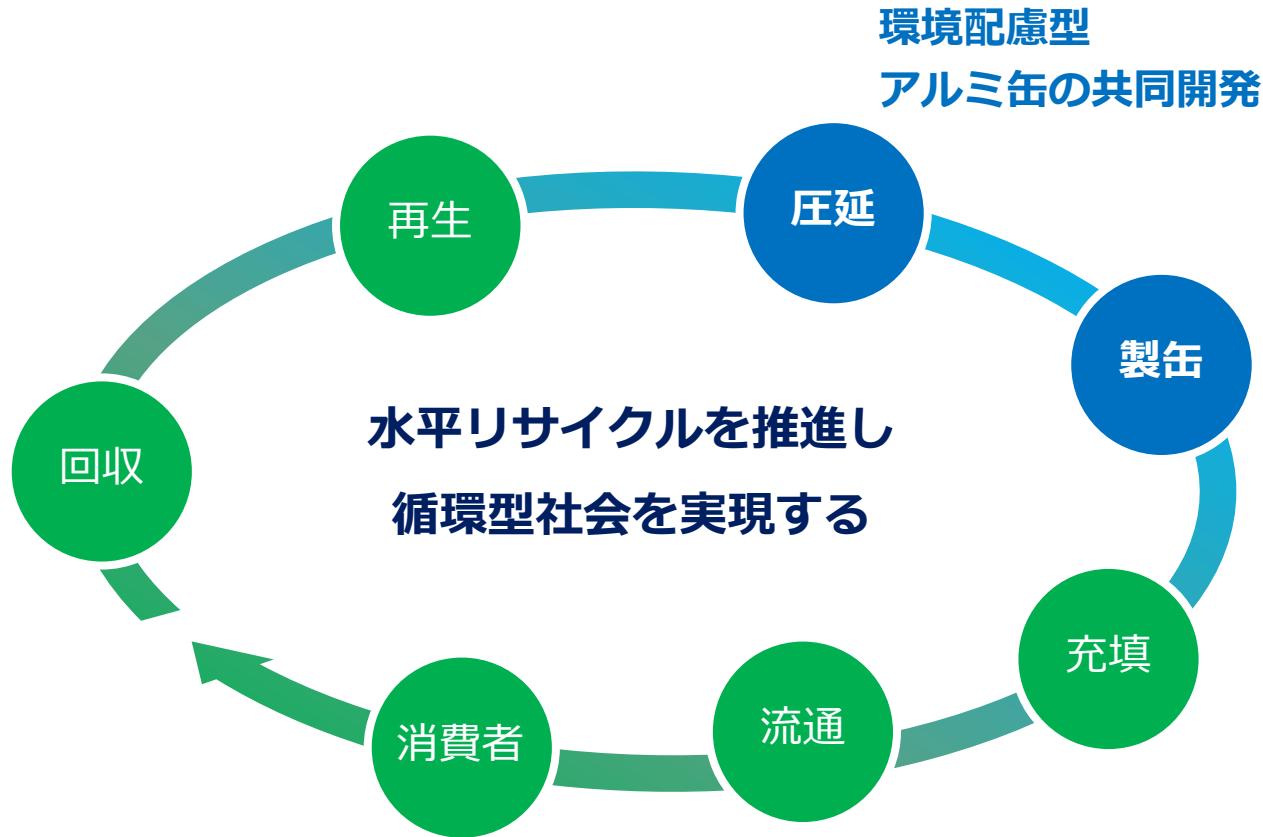 環境配慮型
アルミ缶の共同開発
再生
圧延
製缶
水平リサイクルを推進し
循環型社会を実現する
回収
充填
流通
消費者